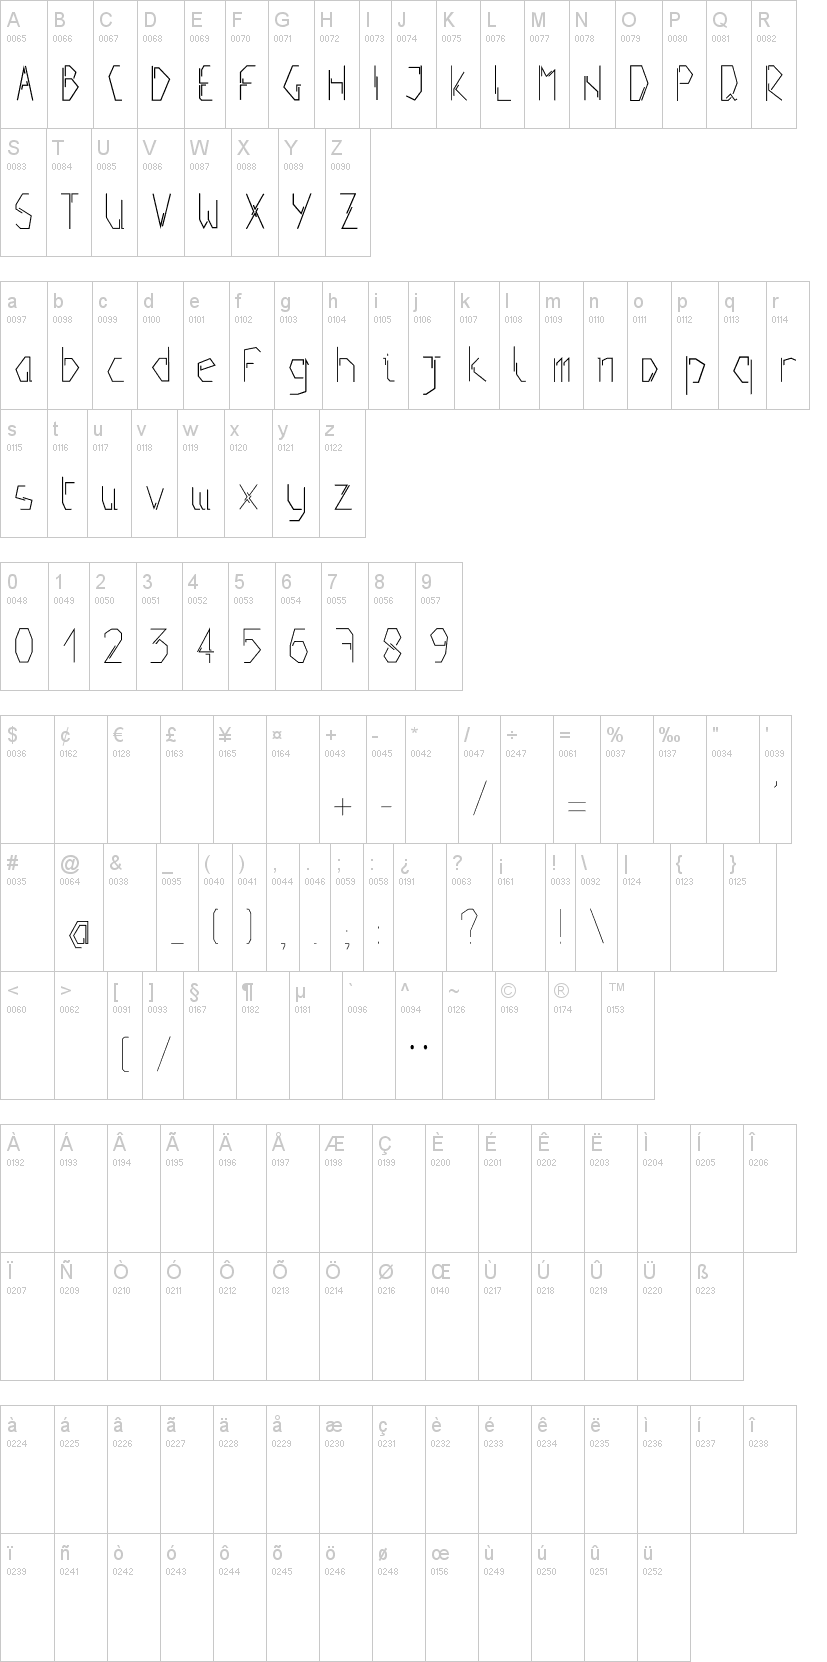 A B C D E F G H I J K L M N O P Q R
0065 0066 0067 0068 0069 0070 0071 0072 0073 0074 0075 0076 0077 0078 0079 0080 0081 0082
A B C D E F G H I J K L M N O P Q R
S T U V W X Y Z
0083 0084 0085 0086 0087 0088 0089 0090
S T U V W X Y Z
a b c d e f g h i j k l m n o p q r
0097 0098 0099 0100 0101 0102 0103 0104 0105 0106 0107 0108 0109 0110 0111 0112 0113 0114
a b c d e f g h i j k l m n o p q r
s t u v w x y z
0115 0116 0117 0118 0119 0120 0121 0122
s t u v w x y z
0 1 2 3 4 5 6 7 8 9
0048 0049 0050 0051 0052 0053 0054 0055 0056 0057
0 1 2 3 4 5 6 7 8 9
$ ¢ € £ ¥ ¤ + - * / ÷ = % ‰ " '
0036 0162 0128 0163 0165 0164 0043 0045 0042 0047 0247 0061 0037 0137 0034 0039
+ - / = '
# @ & _ ( ) , . ; : ¿ ? ¡ ! \ | { }
0035 0064 0038 0095 0040 0041 0044 0046 0059 0058 0191 0063 0161 0033 0092 0124 0123 0125
@ _ ( ) , . ; : ? ! \
< > [ ] § ¶ µ ` ^ ~ © ® ™
0060 0062 0091 0093 0167 0182 0181 0096 0094 0126 0169 0174 0153
[ / ¨
À Á Â Ã Ä Å Æ Ç È É Ê Ë Ì Í Î
0192 0193 0194 0195 0196 0197 0198 0199 0200 0201 0202 0203 0204 0205 0206
Ï Ñ Ò Ó Ô Õ Ö Ø Œ Ù Ú Û Ü ß
0207 0209 0210 0211 0212 0213 0214 0216 0140 0217 0218 0219 0220 0223
à á â ã ä å æ ç è é ê ë ì í î
0224 0225 0226 0227 0228 0229 0230 0231 0232 0233 0234 0235 0236 0237 0238
ï ñ ò ó ô õ ö ø œ ù ú û ü
0239 0241 0242 0243 0244 0245 0246 0248 0156 0249 0250 0251 0252